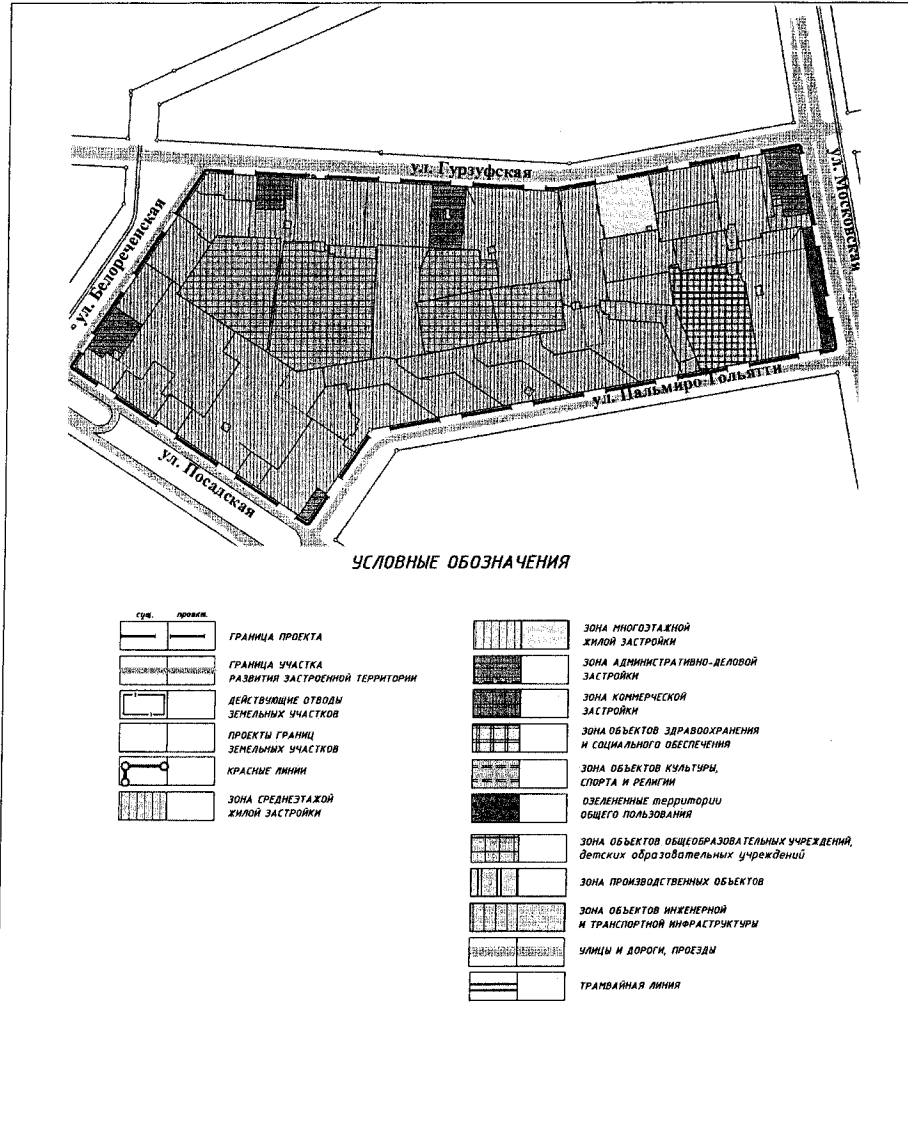 ул. Гурзуфская
ул. Московская
ул. Белореченская
ул. Пальмиро Тольятти
ул. Посадская
УСЛОВНЫЕ ОБОЗНАЧЕНИЯ
сущ. проект.
ГРАНИЦА ПРОЕКТА
ГРАНИЦА УЧАСТКА
РАЗВИТИЯ ЗАСТРОЕННОЙ ТЕРРИТОРИИ
ДЕЙСТВУЮЩИЕ ОТВОДЫ
ЗЕМЕЛЬНЫХ УЧАСТКОВ
ПРОЕКТЫ ГРАНИЦ
ЗЕМЕЛЬНЫХ УЧАСТКОВ
КРАСНЫЕ ЛИНИИ
ЗОНА СРЕДНЕЭТАЖОЙ
ЖИЛОЙ ЗАСТРОЙКИ
ЗОНА МНОГОЭТАЖНОЙ
ЖИЛОЙ ЗАСТРОЙКИ
ЗОНА АДМИНИСТРАТИВНО-ДЕЛОВОЙ
ЗАСТРОЙКИ
ЗОНА КОММЕРЧЕСКОЙ
ЗАСТРОЙКИ
ЗОНА ОБЪЕКТОВ ЗДРАВООХРАНЕНИЯ
И СОЦИАЛЬНОГО ОБЕСПЕЧЕНИЯ
ЗОНА ОБЪЕКТОВ КУЛЬТУРЫ,
СПОРТА И РЕЛИГИИ
ОЗЕЛЕНЕННЫЕ территории
ОБЩЕГО ПОЛЬЗОВАНИЯ
ЗОНА ОБЪЕКТОВ ОБЩЕОБРАЗОВАТЕЛЬНЫХ УЧРЕЖДЕНИЙ,
детских образовательных учреждений
ЗОНА ПРОИЗВОДСТВЕННЫХ ОБЪЕКТОВ
ЗОНА ОБЪЕКТОВ ИНЖЕНЕРНОЙ
И ТРАНСПОРТНОЙ ИНФРАСТРУКТУРЫ
УЛИЦЫ И ДОРОГИ, ПРОЕЗДЫ
ТРАМВАЙНАЯ ЛИНИЯ